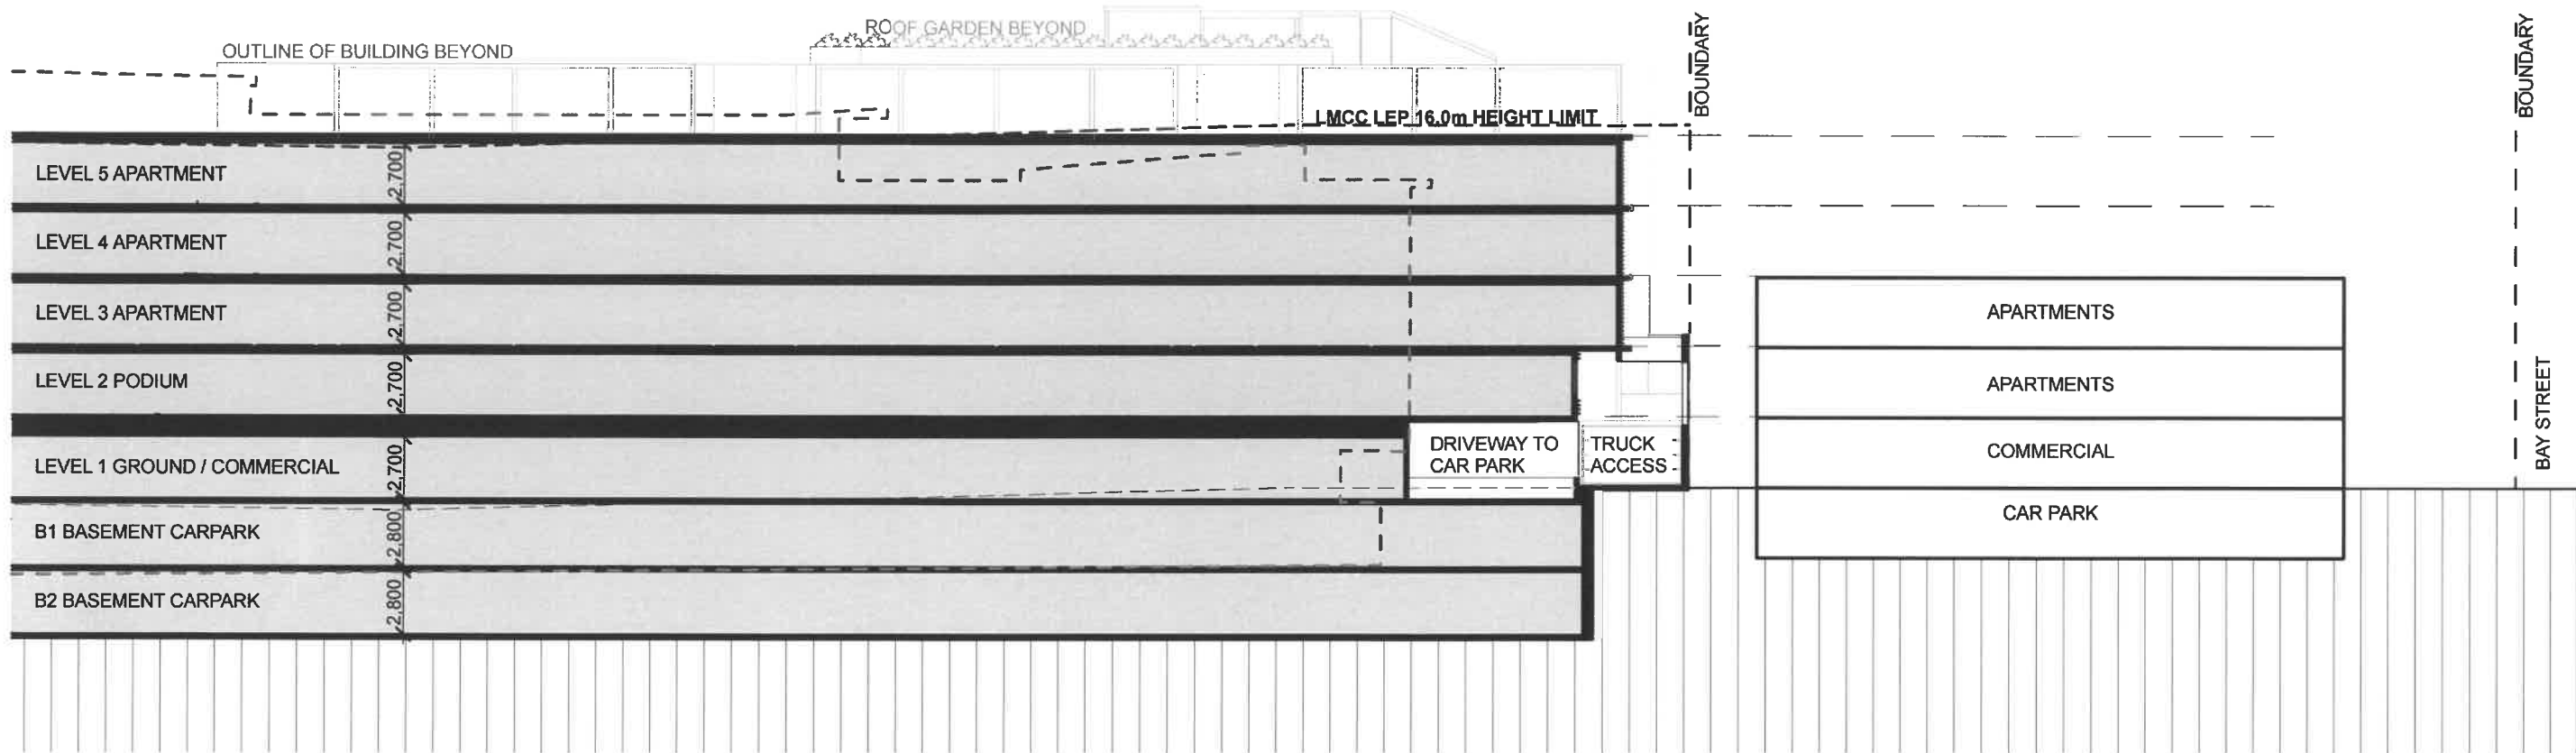 ROOF GARDEN BEYOND
OUTLINE OF BUILDING BEYOND
BOUNDARY
BOUNDARY
LMCC LEP 16.0m HEIGHT LIMIT
LEVEL 5 APARTMENT
2,700
LEVEL 4 APARTMENT
2,700
LEVEL 3 APARTMENT
2,700
APARTMENTS
LEVEL 2 PODIUM
2,700
APARTMENTS
BAY STREET
LEVEL 1 GROUND / COMMERCIAL
2,700
DRIVEWAY TO
CAR PARK
TRUCK
ACCESS
COMMERCIAL
B1 BASEMENT CARPARK
2,800
CAR PARK
B2 BASEMENT CARPARK
2,800